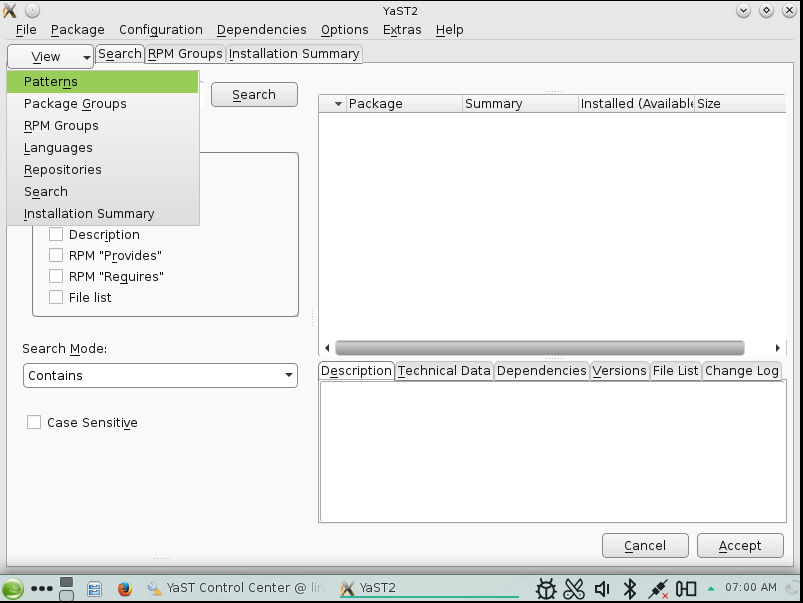 YaST2
File Package Configuration Dependencies Options Extras Help
View Search RPM Groups Installation Summary
Patterns
Package Groups
RPM Groups
Languages
Repositories
Search
Installation Summary
Search
Description
RPM "Provides"
RPM "Requires"
File list
Search Mode:
Contains
Case Sensitive
Package Summary Installed (Available Size
Description Technical Data Dependencies Versions File List Change Log
Cancel Accept
YaST Control Center @ lin YaST2 07:00 AM